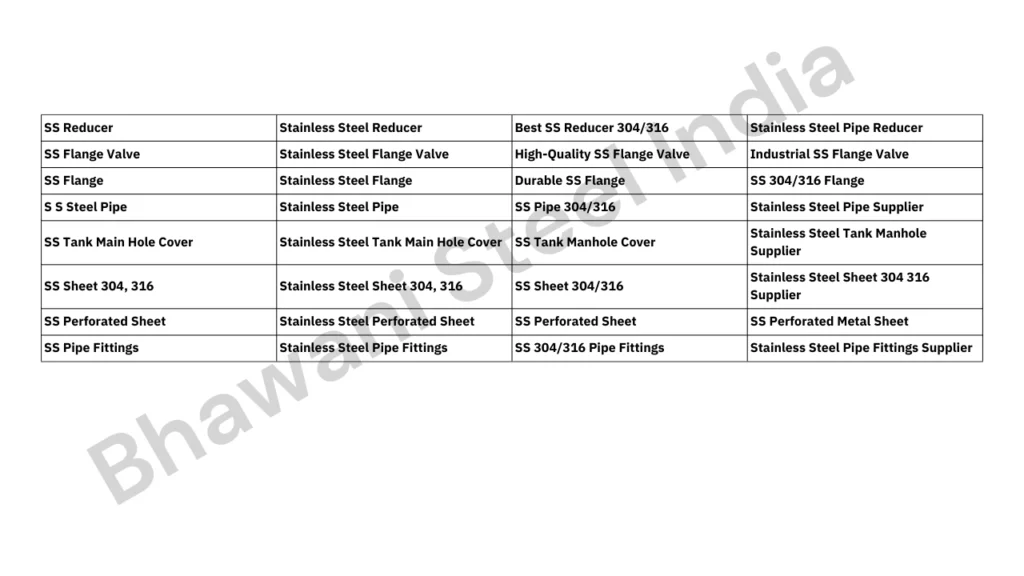 SS Reducer Stainless Steel Reducer Best SS Reducer 304/316 Stainless Steel Pipe Reducer
SS Flange Valve Stainless Steel Flange Valve High-Quality SS Flange Valve Industrial SS Flange Valve
SS Flange Stainless Steel Flange Durable SS Flange SS 304/316 Flange
S S Steel Pipe Stainless Steel Pipe SS Pipe 304/316 Stainless Steel Pipe Supplier
SS Tank Main Hole Cover Stainless Steel Tank Main Hole Cover SS Tank Manhole Cover Stainless Steel Tank Manhole
Supplier
SS Sheet 304, 316 Stainless Steel Sheet 304, 316 SS Sheet 304/316 Stainless Steel Sheet 304 316
Supplier
SS Perforated Sheet Stainless Steel Perforated Sheet SS Perforated Sheet SS Perforated Metal Sheet
SS Pipe Fittings Stainless Steel Pipe Fittings SS 304/316 Pipe Fittings Stainless Steel Pipe Fittings Supplier
Bhawani Steel India